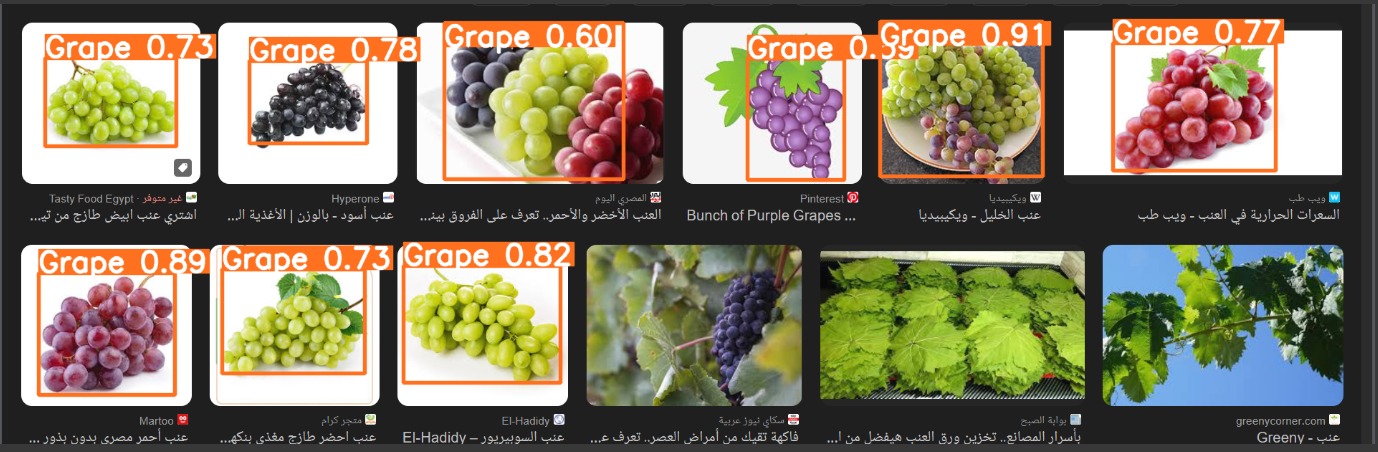 Grape 0.73
Grape 0.78
Grape 0.60
Grape 0.59
Grape 0.91
Grape 0.77
Tasty Food Egypt · غير متوفر
اشتري عنب ابيض طازج من تي...
Hyperone
عنب أسود - بالوزن | الأغذية ال...
المصري اليوم
العنب الأخضر والأحمر.. تعرف على الفروق بين...
Pinterest
Bunch of Purple Grapes ...
ويكيبيديا
عنب الخليل - ويكيبيديا
ويب طب
السعرات الحرارية في العنب - ويب طب
Grape 0.89
Grape 0.73
Grape 0.82
Martoo
عنب أحمر مصري بدون بذور ...
متجر كرام
عنب اخضر طازج مغذي بنكه...
El-Hadidy
عنب السوبيريور – El-Hadidy
سكاي نيوز عربية
فاكهة تقيك من أمراض العصر.. تعرف ع...
بوابة الصبح
بأسرار المصانع.. تخزين ورق العنب هيفضل من ا...
greenycorner.com
عنب - Greeny